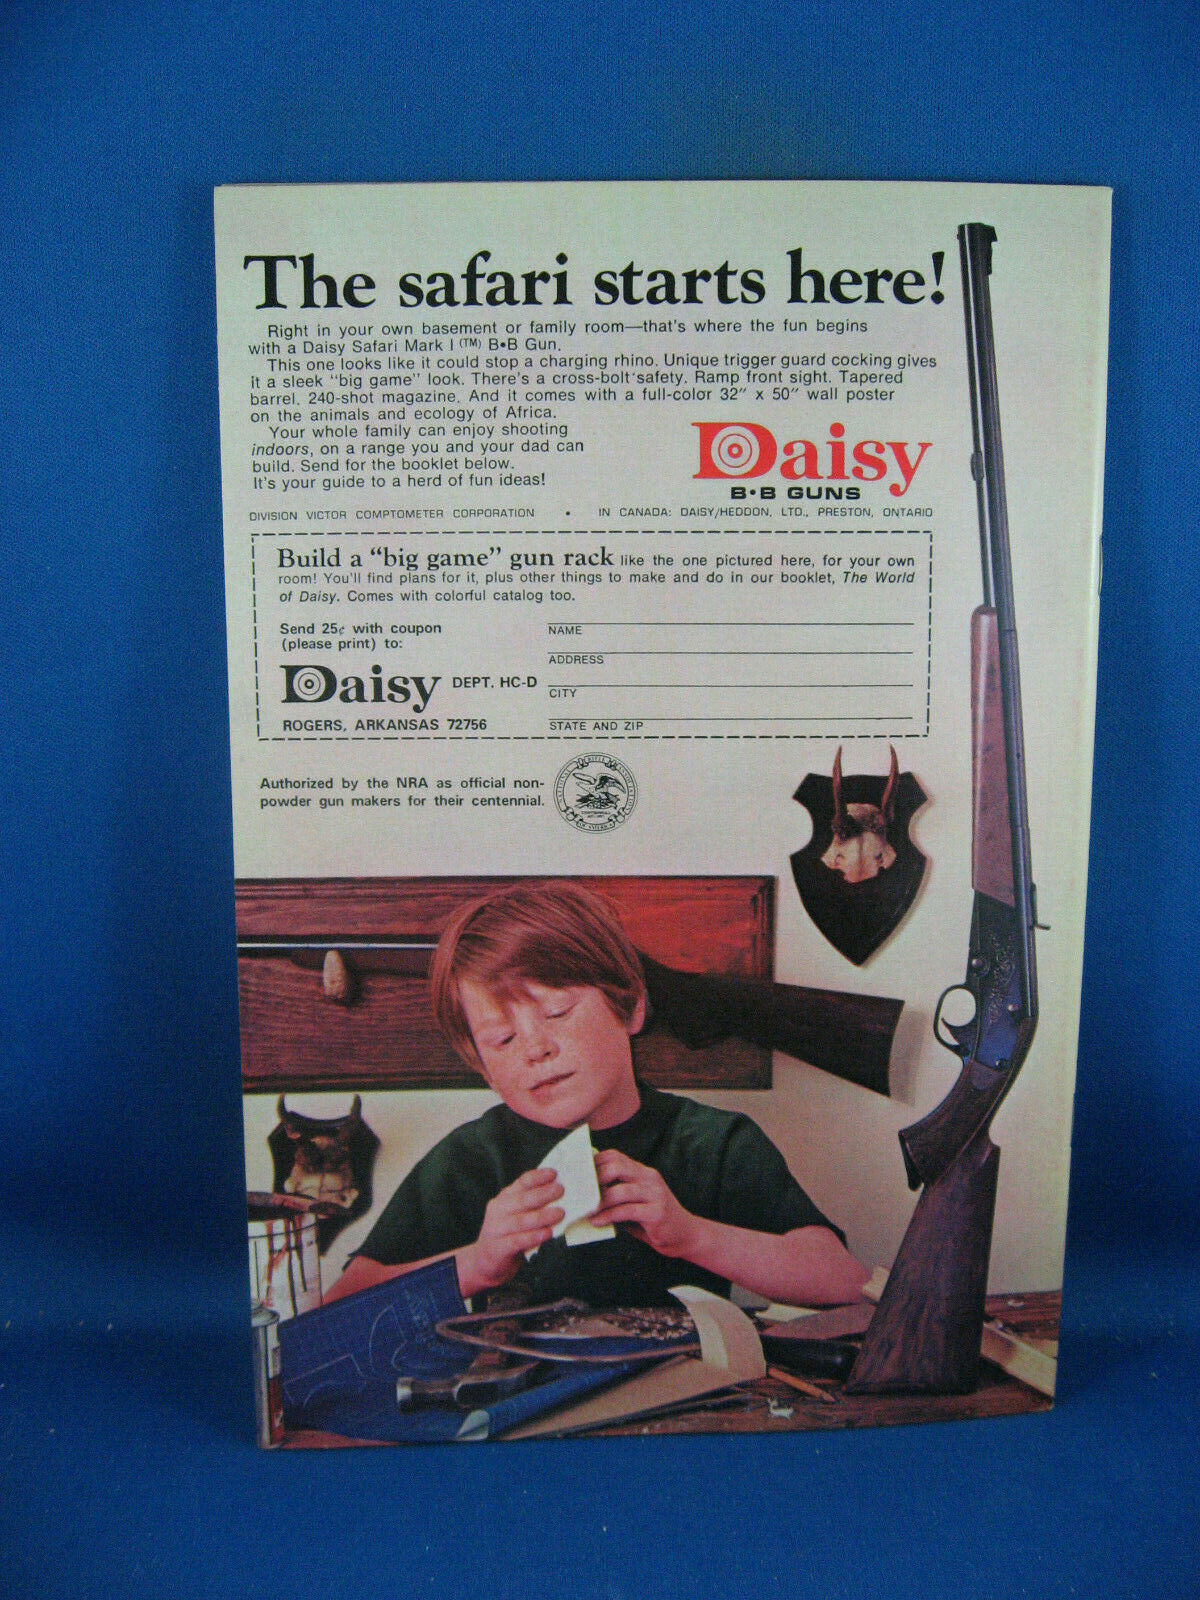 The safari starts here!
Right in your own basement or family room—that's where the fun begins
with a Daisy Safari Mark I (TM) B•B Gun.
This one looks like it could stop a charging rhino. Unique trigger guard cocking gives
it a sleek "big game" look. There's a cross-bolt safety. Ramp front sight. Tapered
barrel. 240-shot magazine. And it comes with a full-color 32" x 50" wall poster
on the animals and ecology of Africa.
Your whole family can enjoy shooting
indoors, on a range you and your dad can
build. Send for the booklet below.
It's your guide to a herd of fun ideas!
Daisy
B•B GUNS
DIVISION VICTOR COMPTOMETER CORPORATION • IN CANADA: DAISY/HEDDON, LTD., PRESTON, ONTARIO
Build a "big game" gun rack like the one pictured here, for your own
room! You'll find plans for it, plus other things to make and do in our booklet, The World
of Daisy. Comes with colorful catalog too.
Send 25¢ with coupon
(please print) to:
Daisy DEPT. HC-D
ROGERS, ARKANSAS 72756
NAME
ADDRESS
CITY
STATE AND ZIP
Authorized by the NRA as official non-
powder gun makers for their centennial.
NATIONAL RIFLE ASSOCIATION
OF AMERICA
CENTENNIAL